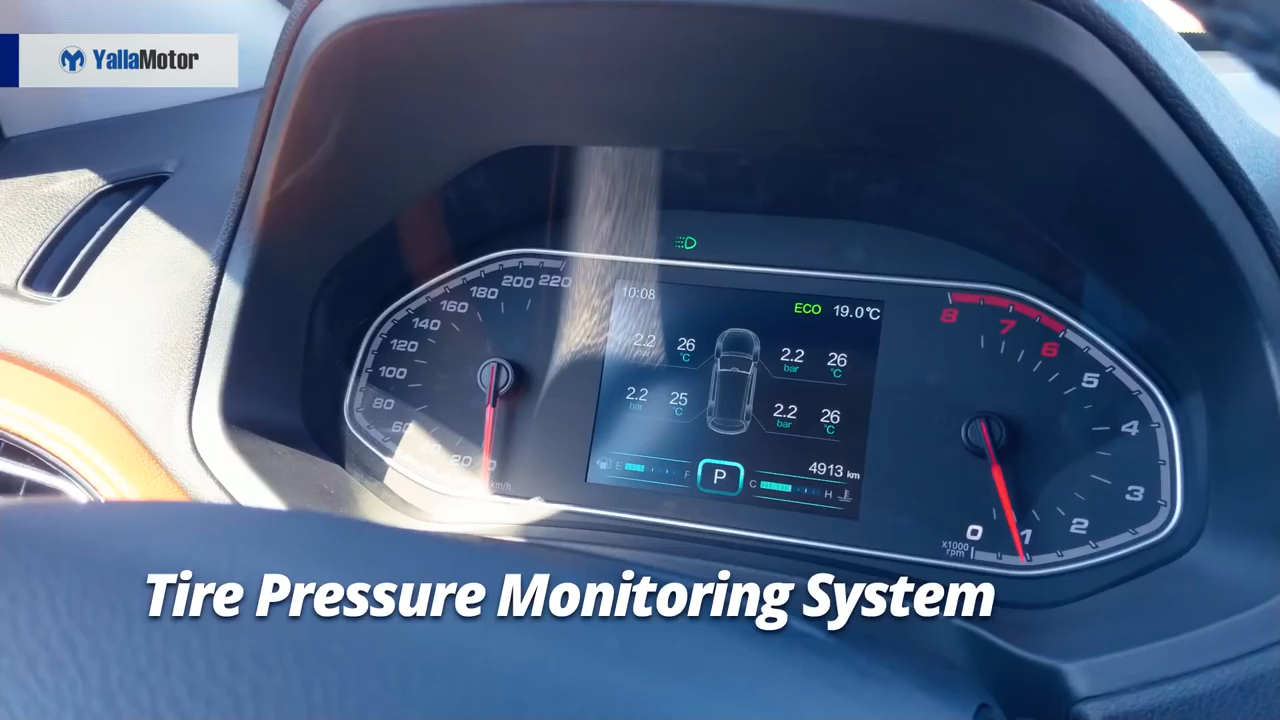 YallaMotor
10:08
ECO 19.0℃
2.2 26 2.2 26
℃ bar ℃
2.2 25 2.2 26
bar ℃ bar ℃
4913 km
E F P C H
20 60 80 100 120 140 160 180 200 220
km/h
0 1 2 3 4 5 6 7 8
x1000
rpm
Tire Pressure Monitoring System